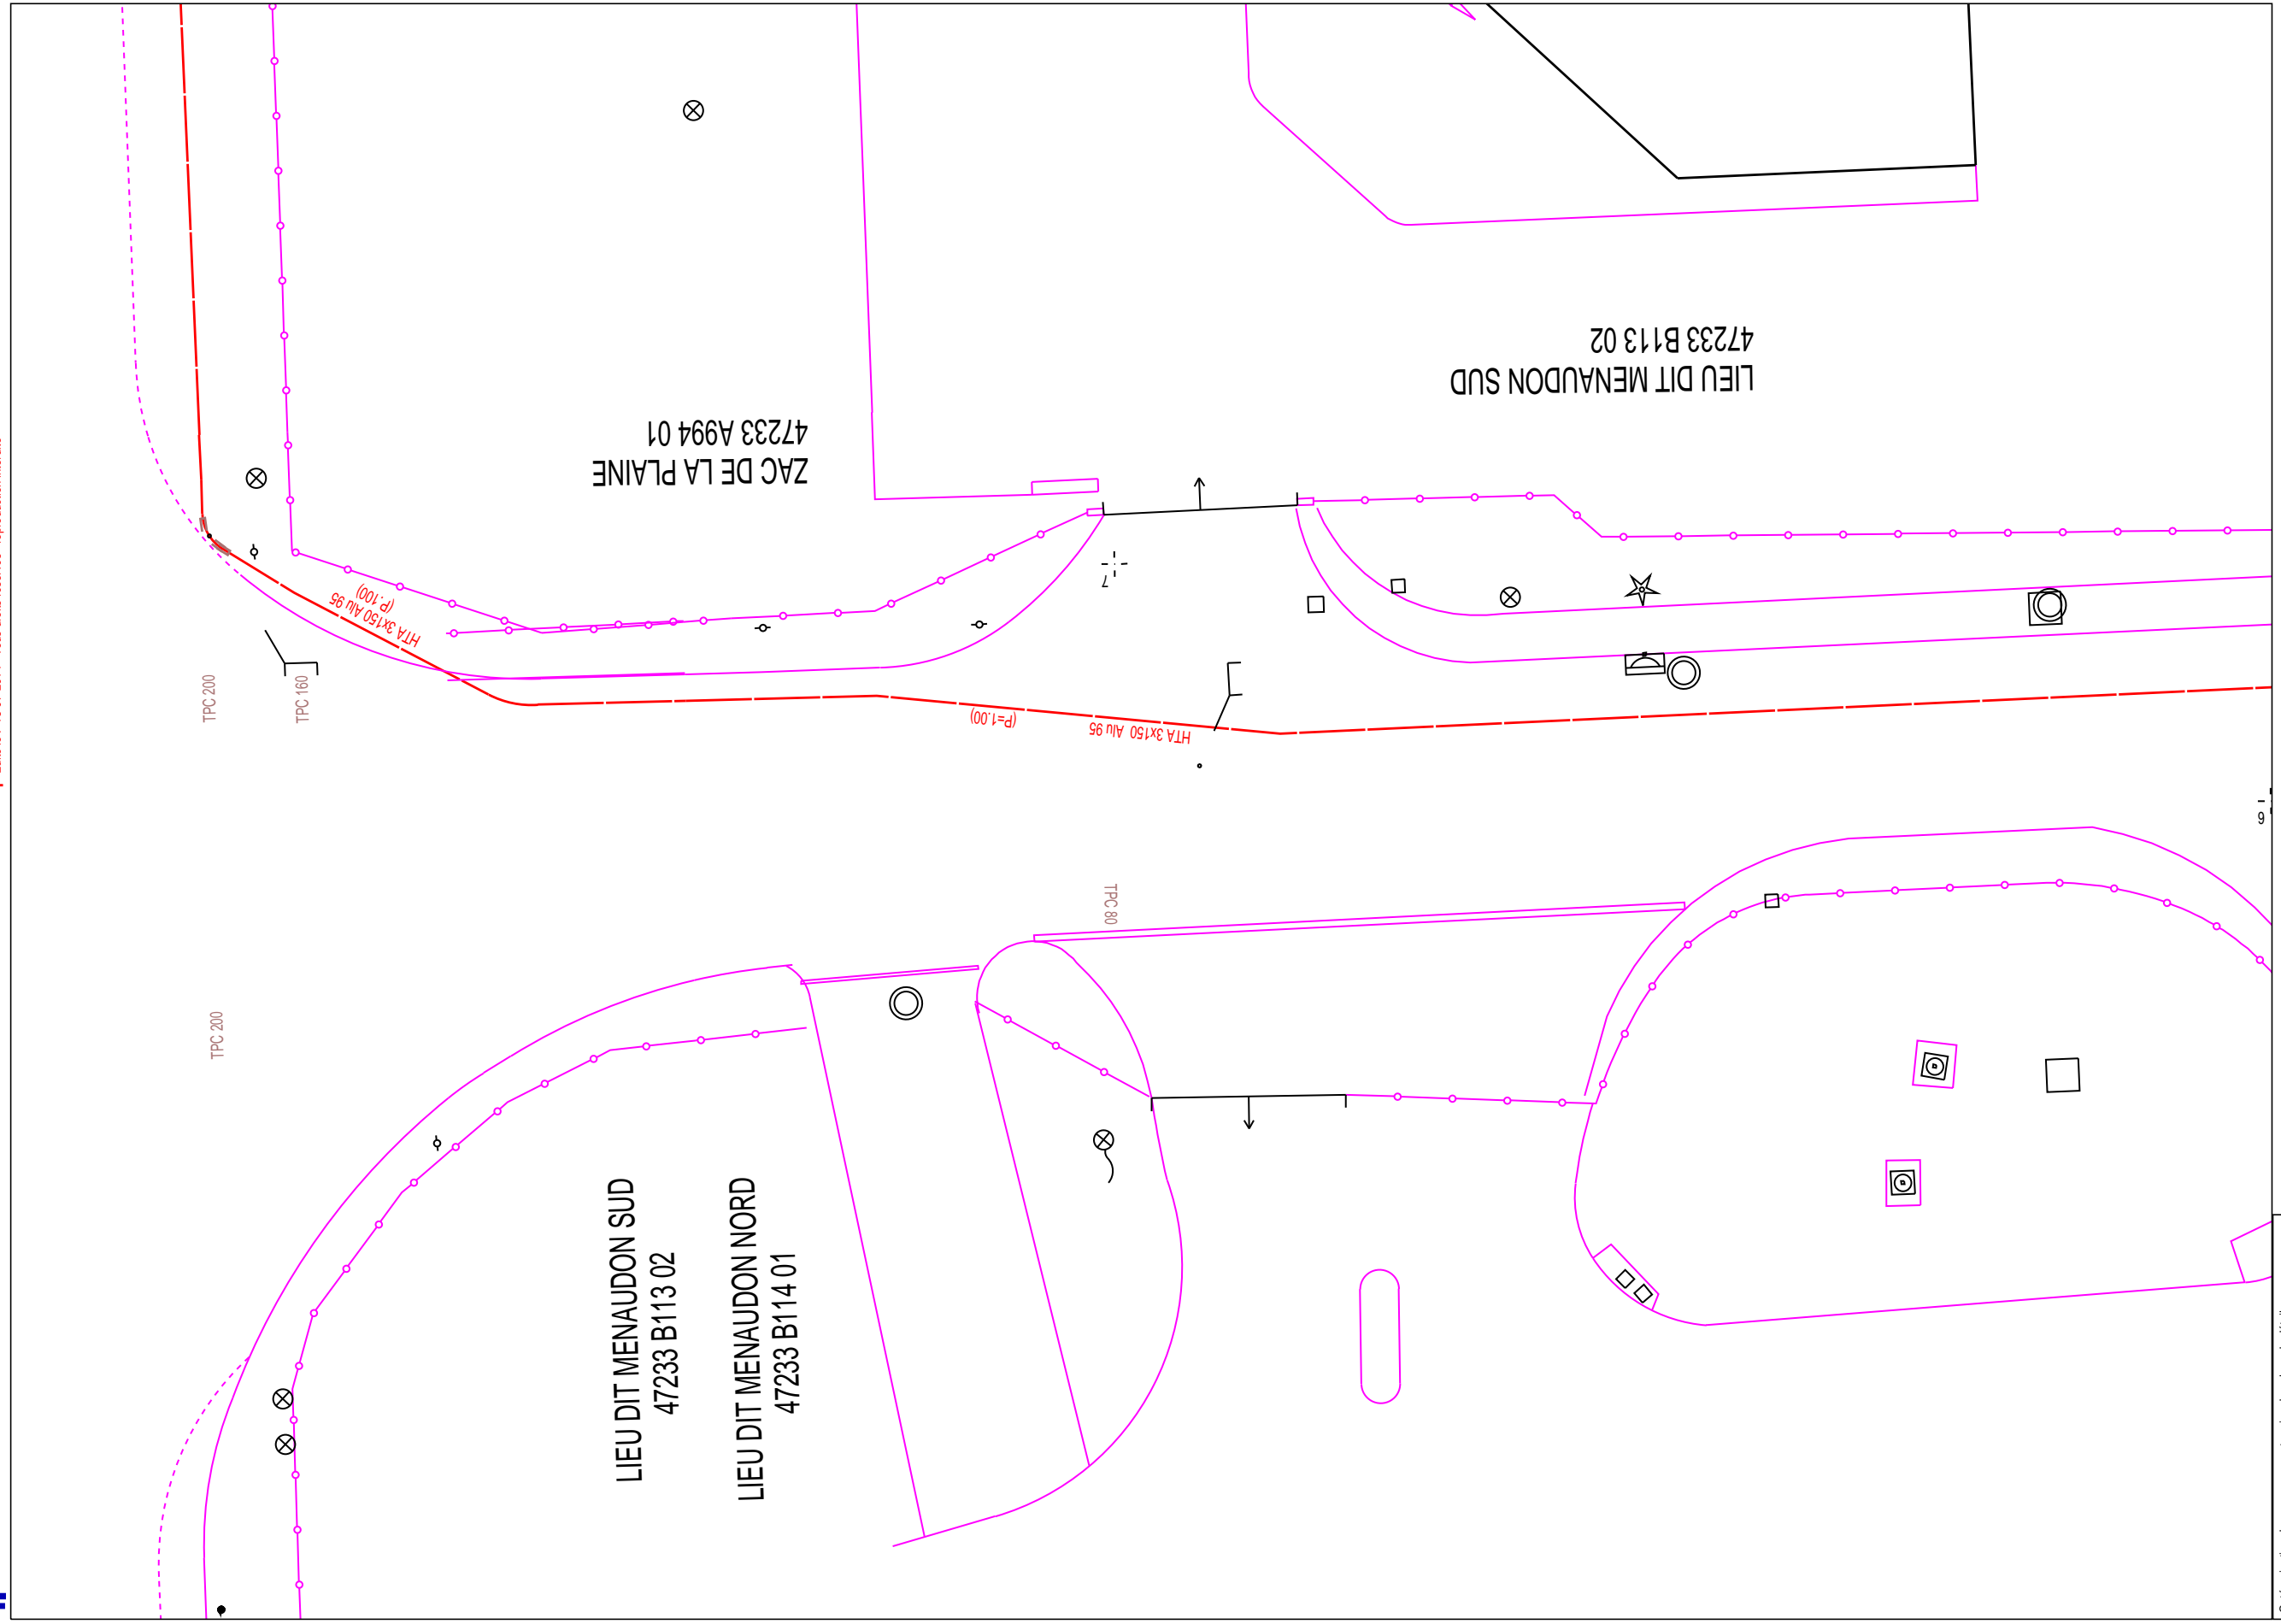 47233 B113 02
LIEU DIT MENAUDON SUD
ZAC DE LA PLAINE
47233 A994 01
HTA 3x150 Alu 95
(P.100)
7
TPC 200
TPC 160
(P=1.00)
HTA 3x150 Alu 95
6
TPC 80
TPC 200
LIEU DIT MENAUDON SUD
47233 B113 02
LIEU DIT MENAUDON NORD
47233 B114 01